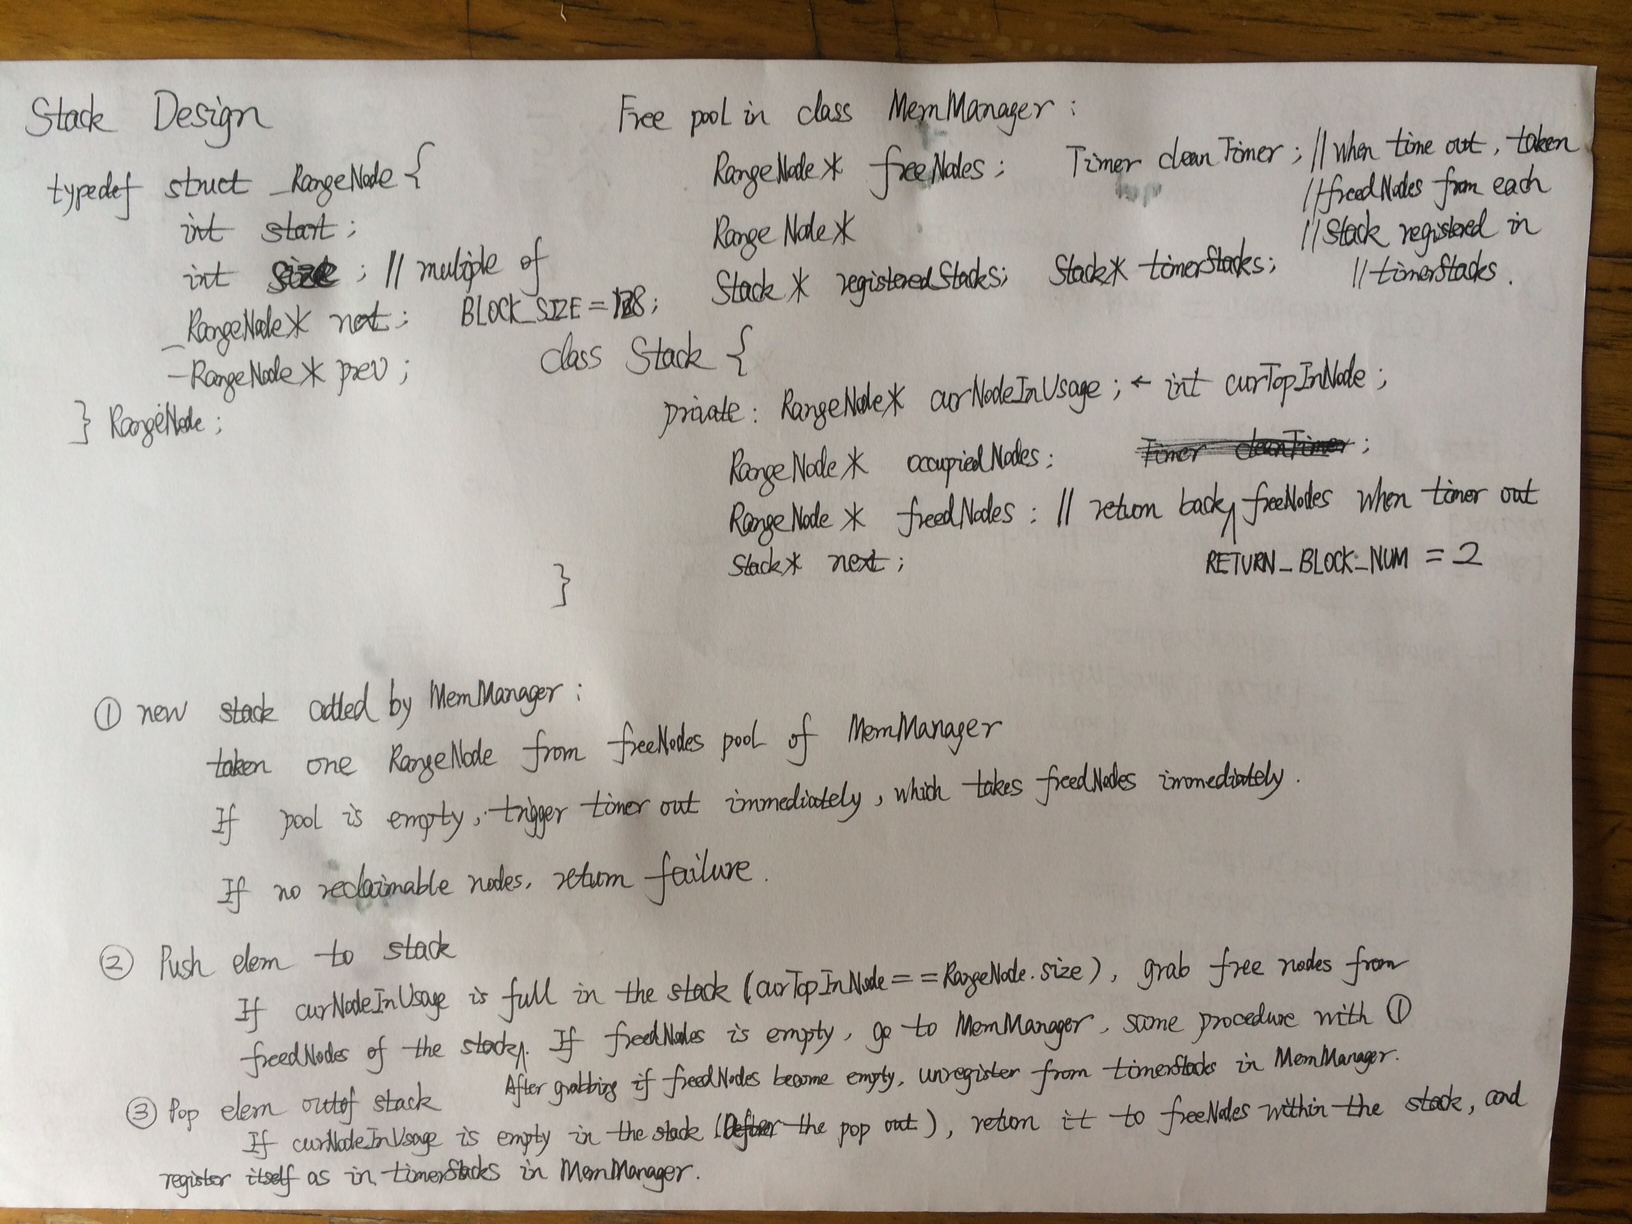 Stack Design
typedef struct _RangeNode {
int start;
int size; // multiple of
BLOCK_SIZE = 128;
_RangeNode* next;
_RangeNode* prev;
} RangeNode;
Free pool in class MemManager:
RangeNode* freeNodes; Timer cleanTimer; // when time out, taken
// freedNodes from each
RangeNode* // Stack registered in
Stack* registeredStacks; Stack* timerStacks; // timerStacks.
class Stack {
private: RangeNode* curNodeInUsage; ← int curTopInNode;
RangeNode* occupiedNodes: Timer cleanTimer;
RangeNode* freedNodes: // return back freeNodes when timer out
Stack* next; RETURN_BLOCK_NUM = 2
}
① new stack added by MemManager:
taken one RangeNode from freeNodes pool of MemManager
If pool is empty, trigger timer out immediately, which takes freedNodes immediately.
If no reclaimable nodes, return failure.
② Push elem to stack
If curNodeInUsage is full in the stack (curTopInNode == RangeNode.size), grab free nodes from
freedNodes of the stack. If freedNodes is empty, go to MemManager, same procedure with ①
After grabbing if freedNodes become empty, unregister from timerStacks in MemManager.
③ Pop elem outof stack
If curNodeInUsage is empty in the stack (after the pop out), return it to freeNodes within the stack, and
register itself as in timerStacks in MemManager.